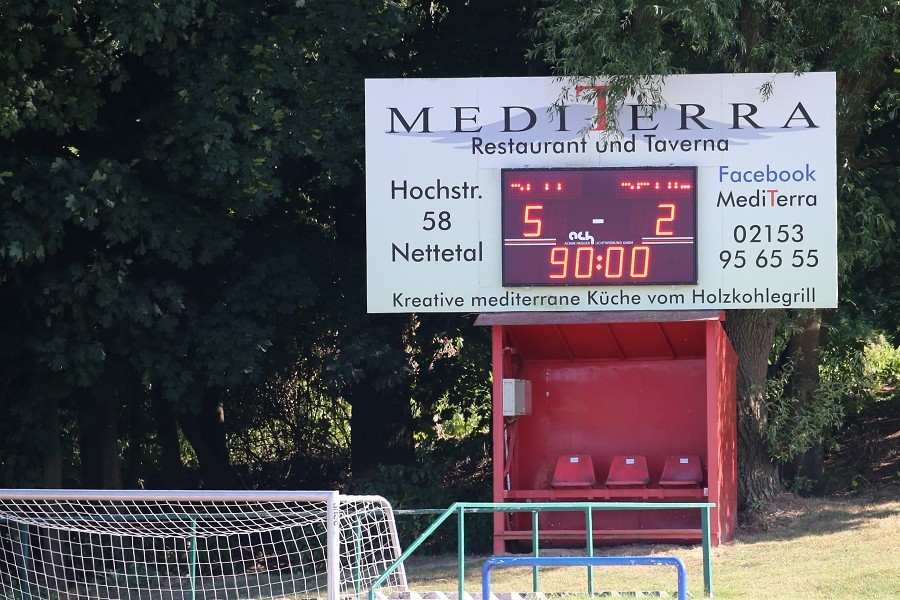 MEDITERRA
Restaurant und Taverna
Hochstr.
58
Nettetal
5 - 2
och
90:00
Facebook
MediTerra
02153
95 65 55
Kreative mediterrane Küche vom Holzkohlegrill